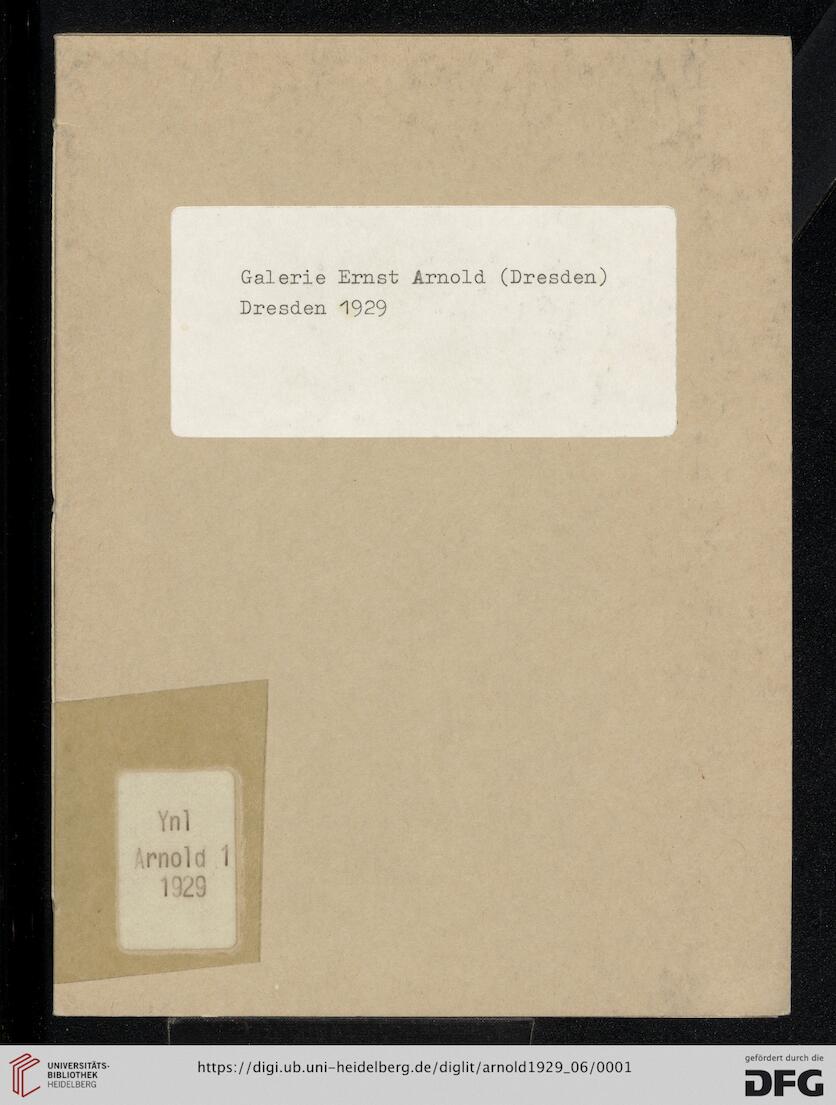 Galerie Ernst Arnold (Dresden)
Dresden 1929
Ynl
Arnold 1
1929
UNIVERSITÄTS-
BIBLIOTHEK
HEIDELBERG
https://digi.ub.uni-heidelberg.de/diglit/arnold1929_06/0001
gefördert durch die
DFG